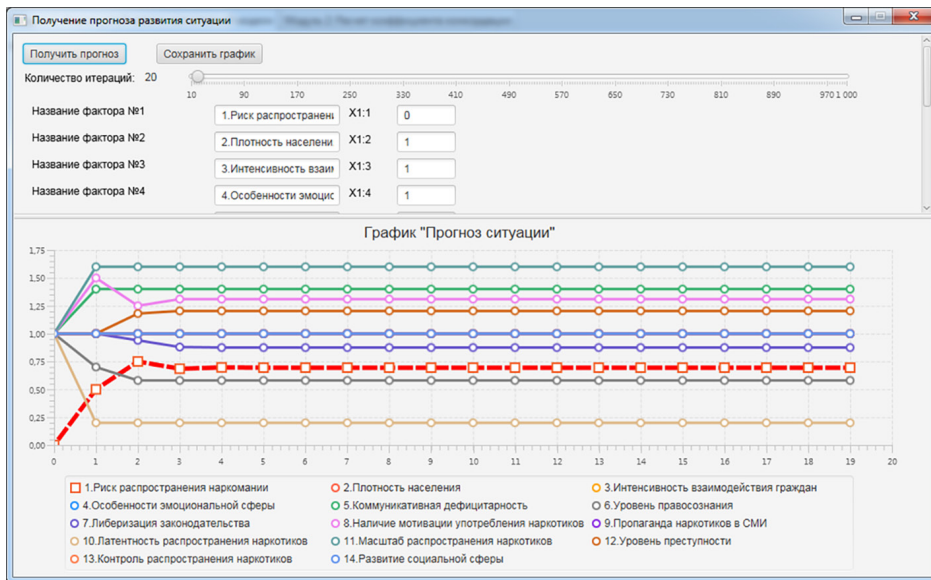 Получение прогноза развития ситуации
Получить прогноз Сохранить график
Количество итераций: 20
10 90 170 250 330 410 490 570 650 730 810 890 970 1 000
Название фактора №1 1.Риск распространен X1:1 0
Название фактора №2 2.Плотность населени X1:2 1
Название фактора №3 3.Интенсивность взаим X1:3 1
Название фактора №4 4.Особенности эмоцис X1:4 1
График "Прогноз ситуации"
1,75
1,50
1,25
1,00
0,75
0,50
0,25
0,00
0 1 2 3 4 5 6 7 8 9 10 11 12 13 14 15 16 17 18 19 20
1.Риск распространения наркомании 2.Плотность населения 3.Интенсивность взаимодействия граждан
4.Особенности эмоциональной сферы 5.Коммуникативная дефицитарность 6.Уровень правосознания
7.Либеризация законодательства 8.Наличие мотивации употребления наркотиков 9.Пропаганда наркотиков в СМИ
10.Латентность распространения наркотиков 11.Масштаб распространения наркотиков 12.Уровень преступности
13.Контроль распространения наркотиков 14.Развитие социальной сферы